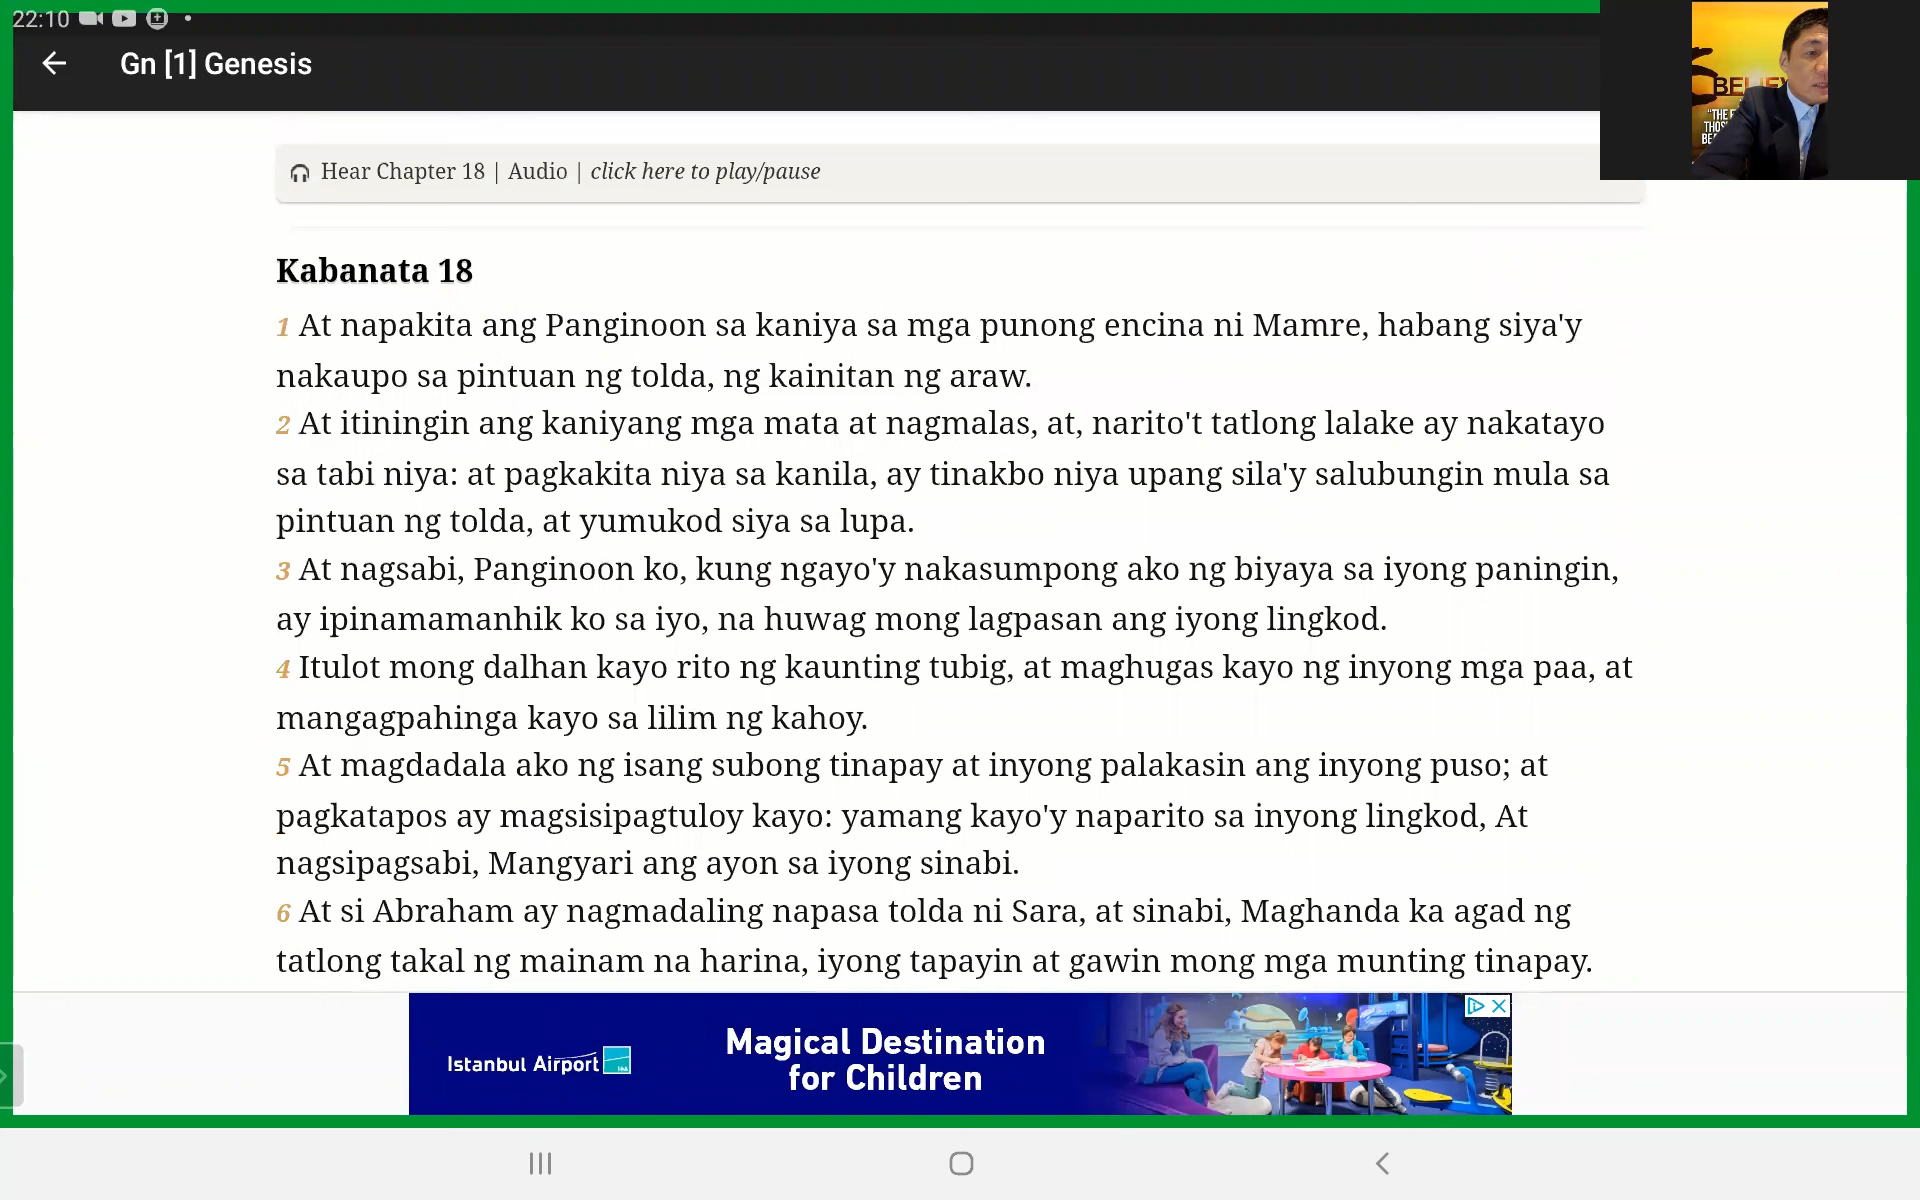 22:10
Gn [1] Genesis
BELIEV
"THE F
THOS
BE
Hear Chapter 18 | Audio | click here to play/pause
Kabanata 18
1 At napakita ang Panginoon sa kaniya sa mga punong encina ni Mamre, habang siya'y
nakaupo sa pintuan ng tolda, ng kainitan ng araw.
2 At itiningin ang kaniyang mga mata at nagmalas, at, narito't tatlong lalake ay nakatayo
sa tabi niya: at pagkakita niya sa kanila, ay tinakbo niya upang sila'y salubungin mula sa
pintuan ng tolda, at yumukod siya sa lupa.
3 At nagsabi, Panginoon ko, kung ngayo'y nakasumpong ako ng biyaya sa iyong paningin,
ay ipinamamanhik ko sa iyo, na huwag mong lagpasan ang iyong lingkod.
4 Itulot mong dalhan kayo rito ng kaunting tubig, at maghugas kayo ng inyong mga paa, at
mangagpahinga kayo sa lilim ng kahoy.
5 At magdadala ako ng isang subong tinapay at inyong palakasin ang inyong puso; at
pagkatapos ay magsisipagtuloy kayo: yamang kayo'y naparito sa inyong lingkod, At
nagsipagsabi, Mangyari ang ayon sa iyong sinabi.
6 At si Abraham ay nagmadaling napasa tolda ni Sara, at sinabi, Maghanda ka agad ng
tatlong takal ng mainam na harina, iyong tapayin at gawin mong mga munting tinapay.
Istanbul Airport
Magical Destination
for Children